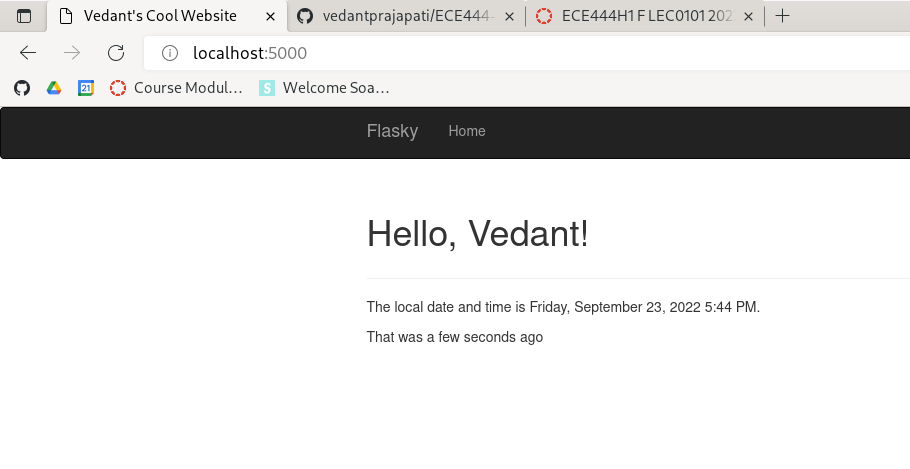 Vedant's Cool Website
vedantprajapati/ECE444-
ECE444H1 F LEC0101 202
localhost:5000
21
Course Modul...
S
Welcome Soa...
Flasky
Home
Hello, Vedant!
The local date and time is Friday, September 23, 2022 5:44 PM.
That was a few seconds ago